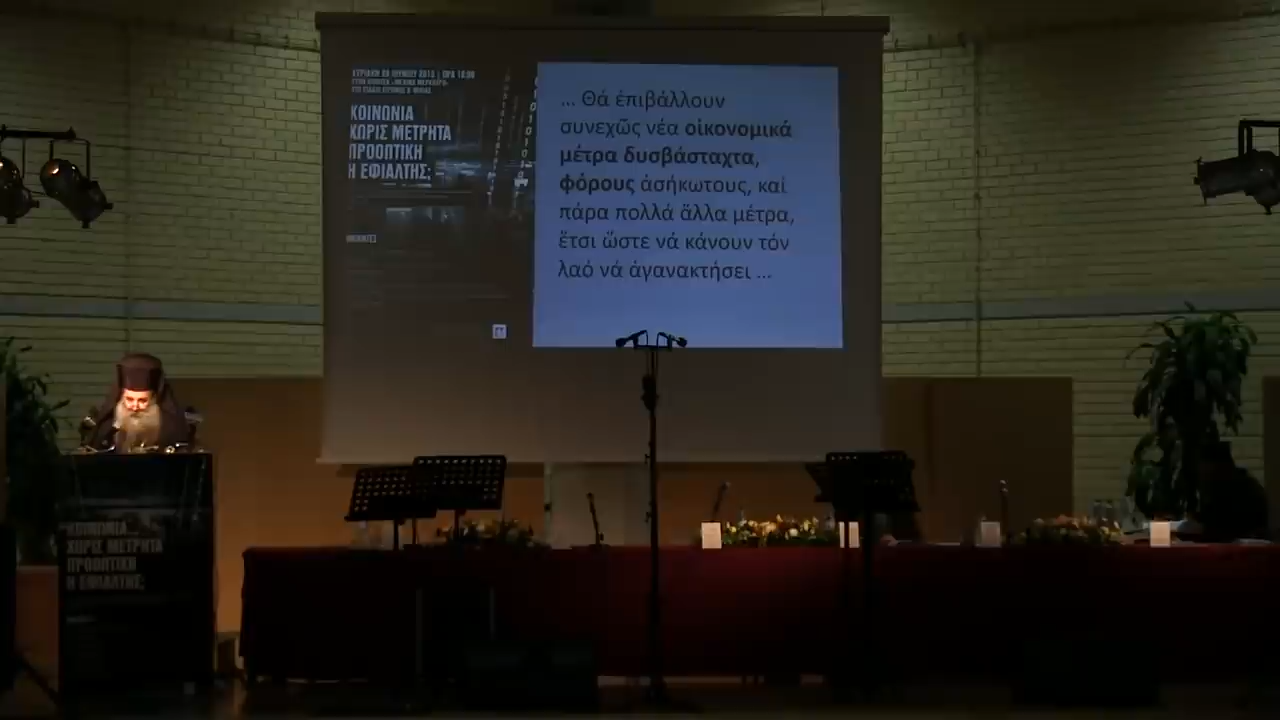 ΚΟΙΝΩΝΙΑ
ΧΩΡΙΣ ΜΕΤΡΗΤΑ
ΠΡΟΟΠΤΙΚΗ
Η ΕΦΙΑΛΤΗΣ;
... Θά ἐπιβάλλουν
συνεχῶς νέα οἰκονομικά
μέτρα δυσβάσταχτα,
φόρους ἀσήκωτους, καί
πάρα πολλά ἄλλα μέτρα,
ἔτσι ὥστε νά κάνουν τόν
λαό νά ἀγανακτήσει ...
ΚΟΙΝΩΝΙΑ
ΧΩΡΙΣ ΜΕΤΡΗΤΑ
ΠΡΟΟΠΤΙΚΗ
Η ΕΦΙΑΛΤΗΣ;